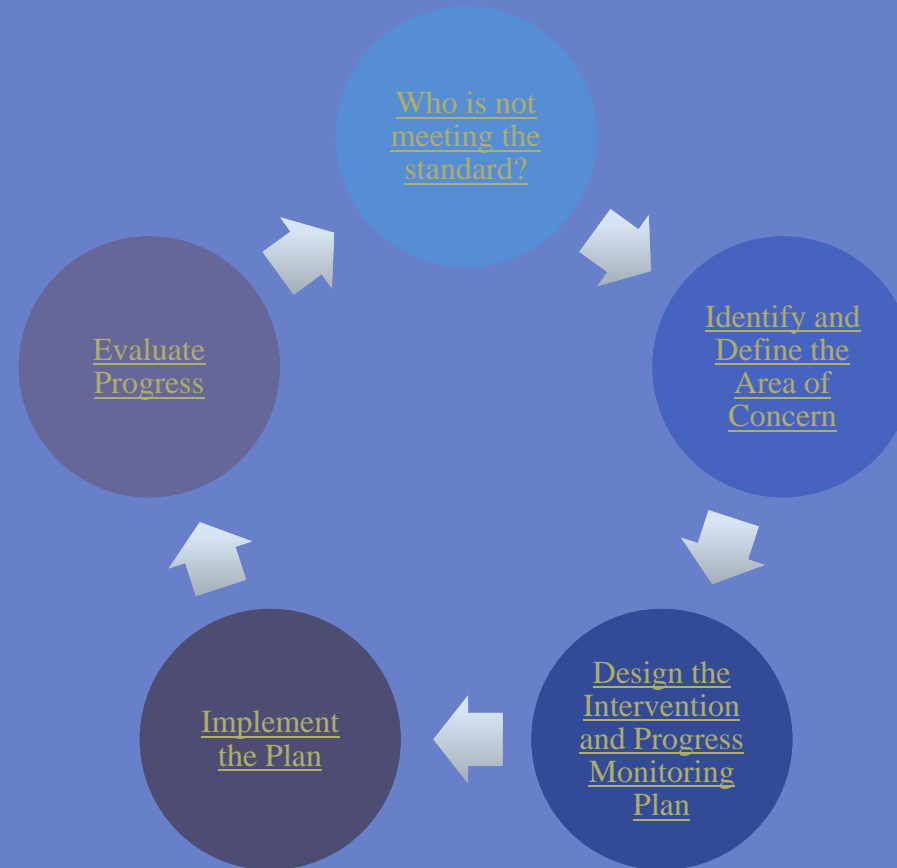 Who is not
meeting the
standard?
Identify and
Define the
Area of
Concern
Design the
Intervention
and Progress
Monitoring
Plan
Implement
the Plan
Evaluate
Progress